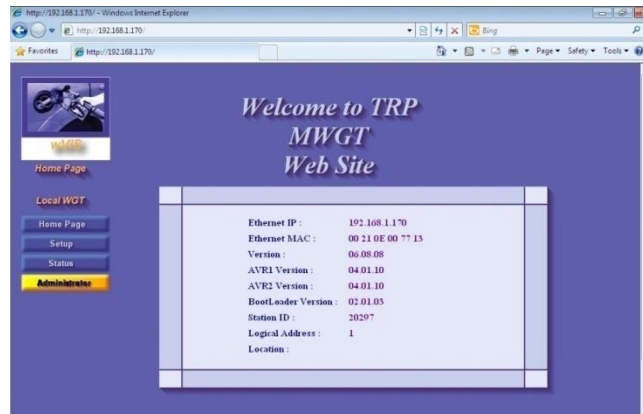 http://192.168.1.170/ - Windows Internet Explorer
http://192.168.1.170/
Bing
Favorites
http://192.168.1.170/
Page
Safety
Tools
Welcome to TRP
MWGT
Web Site
Home Page
Local WGT
Home Page
Setup
Status
Administrator
Ethernet IP : 192.168.1.170
Ethernet MAC : 00 21 0E 00 77 13
Version : 06.08.08
AVR1 Version : 04.01.10
AVR2 Version : 04.01.10
BootLoader Version : 02.01.03
Station ID : 20297
Logical Address : 1
Location :